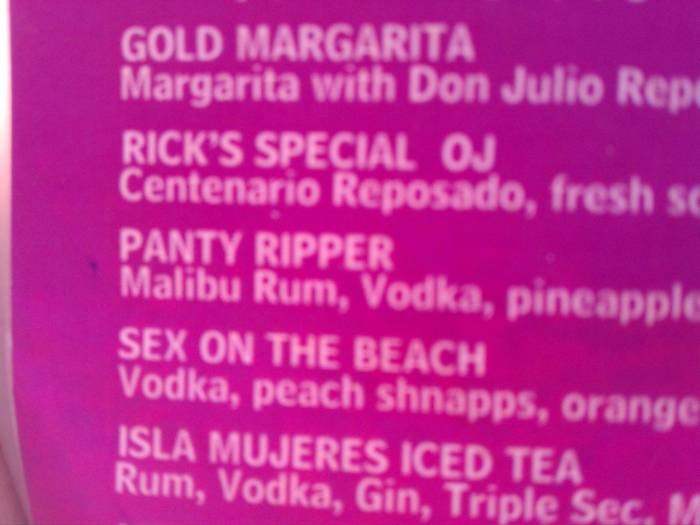 GOLD MARGARITA
Margarita with Don Julio
RICK'S SPECIAL OJ
Centenario Reposado, fresh
PANTY RIPPER
Malibu Rum, Vodka, pineapple
SEX ON THE BEACH
Vodka, peach shnapps, orange
ISLA MUJERES ICED TEA
Rum, Vodka, Gin, Triple Sec.